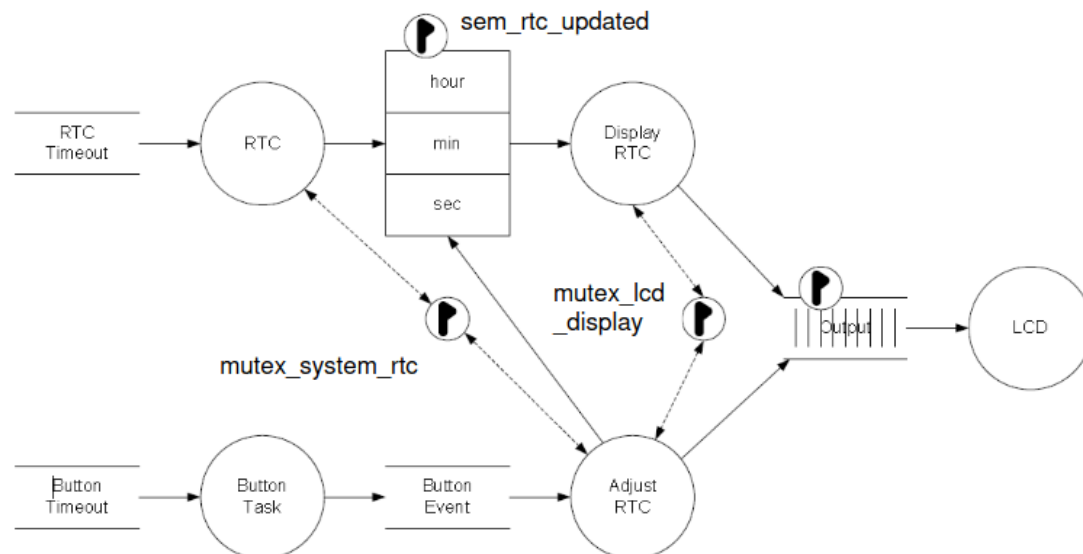 sem_rtc_updated
hour
RTC
Timeout
RTC
min
Display
RTC
sec
mutex_lcd
_display
Output
LCD
mutex_system_rtc
Button
Timeout
Button
Task
Button
Event
Adjust
RTC